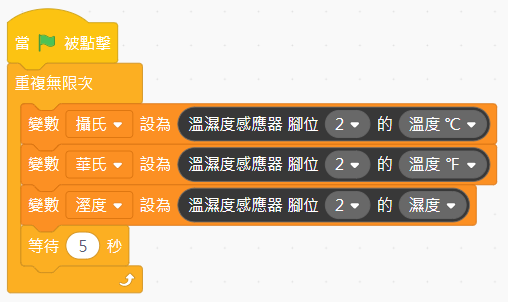 當 被點擊
重複無限次
變數 攝氏 設為 溫濕度感應器 腳位 2 的 溫度 ℃
變數 華氏 設為 溫濕度感應器 腳位 2 的 溫度 ℉
變數 溼度 設為 溫濕度感應器 腳位 2 的 濕度
等待 5 秒